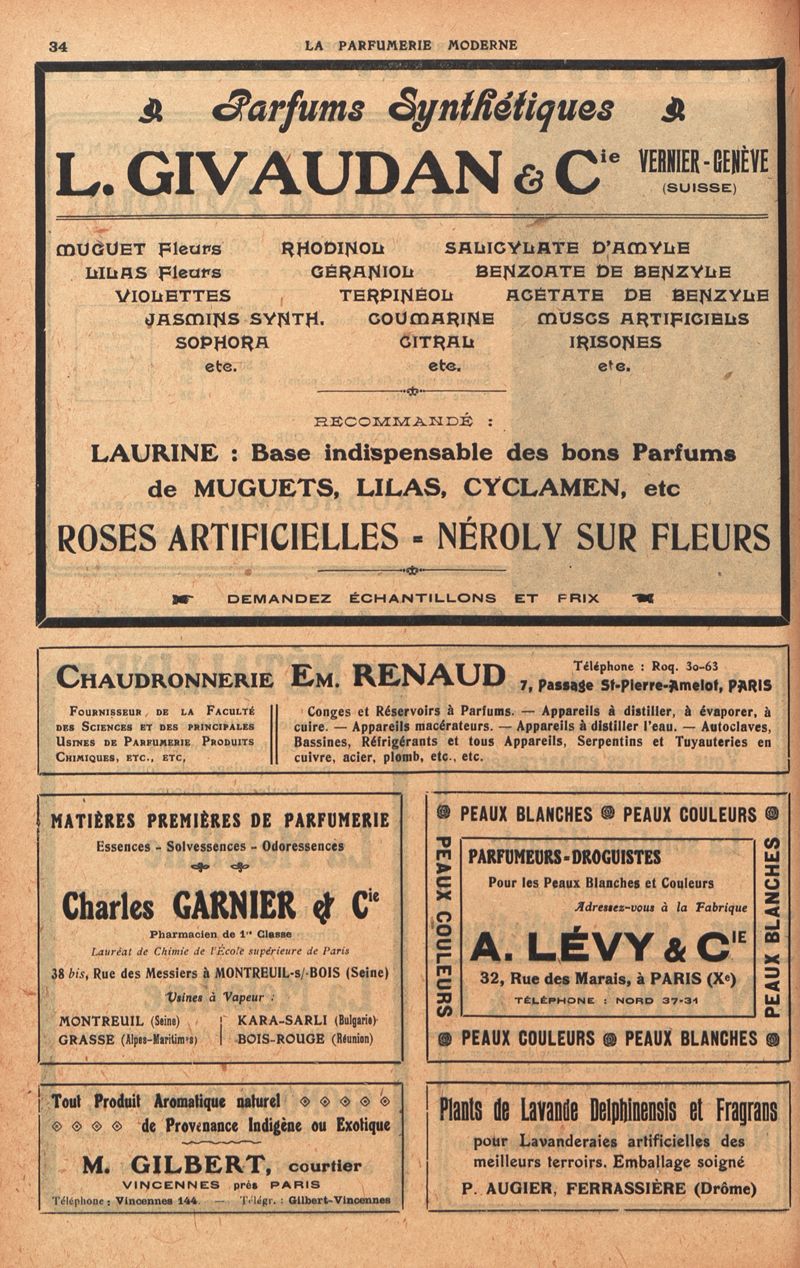 34
LA PARFUMERIE MODERNE
Parfums Synthétiques
L. GIVAUDAN & Cie VERNIER-GENÈVE
(SUISSE)
MUGUET Fleurs RHODINOL SALICYLATE D'AMYLE
LILAS Fleurs GÉRANIOL BENZOATE DE BENZYLE
VIOLETTES TERPINÉOL ACÉTATE DE BENZYLE
JASMINS SYNTH. COUMARINE MUSCS ARTIFICIELS
SOPHORA CITRAL IRISONES
etc. etc. etc.
RECOMMANDÉ :
LAURINE : Base indispensable des bons Parfums
de MUGUETS, LILAS, CYCLAMEN, etc
ROSES ARTIFICIELLES - NÉROLY SUR FLEURS
DEMANDEZ ÉCHANTILLONS ET PRIX
CHAUDRONNERIE EM. RENAUD
Téléphone : Roq. 30-63
7, Passage St-Pierre-Amelot, PARIS
FOURNISSEUR DE LA FACULTÉ
DES SCIENCES ET DES PRINCIPALES
USINES DE PARFUMERIE PRODUITS
CHIMIQUES, ETC., ETC,
Conges et Réservoirs à Parfums. — Appareils à distiller, à évaporer, à
cuire. — Appareils macérateurs. — Appareils à distiller l'eau. — Autoclaves,
Bassines, Réfrigérants et tous Appareils, Serpentins et Tuyauteries en
cuivre, acier, plomb, etc., etc.
MATIÈRES PREMIÈRES DE PARFUMERIE
Essences - Solvessences - Odoressences
Charles GARNIER & Cie
Pharmacien de 1re Classe
Lauréat de Chimie de l'École supérieure de Paris
38 bis, Rue des Messiers à MONTREUIL-s/-BOIS (Seine)
Usines à Vapeur :
MONTREUIL (Seine) KARA-SARLI (Bulgarie)
GRASSE (Alpes-Maritimes) BOIS-ROUGE (Réunion)
PEAUX BLANCHES PEAUX COULEURS
PEAUX COULEURS
PEAUX BLANCHES
PARFUMEURS-DROGUISTES
Pour les Peaux Blanches et Couleurs
Adressez-vous à la Fabrique
A. LÉVY & CIE
32, Rue des Marais, à PARIS (Xe)
TÉLÉPHONE : NORD 37-31
PEAUX COULEURS PEAUX BLANCHES
Tout Produit Aromatique naturel
de Provenance Indigène ou Exotique
M. GILBERT, courtier
VINCENNES près PARIS
Téléphone : Vincennes 144. — Télégr. : Gilbert-Vincennes
Plants de Lavande Delphinensis et Fragrans
pour Lavanderaies artificielles des
meilleurs terroirs. Emballage soigné
P. AUGIER, FERRASSIÈRE (Drôme)